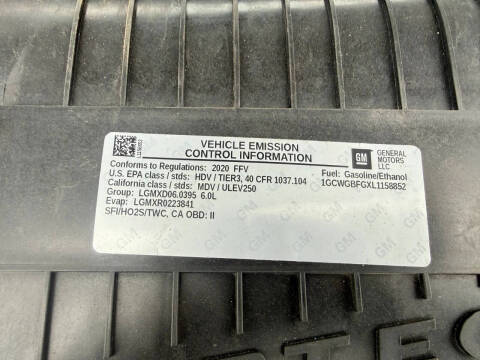 VEHICLE EMISSION
CONTROL INFORMATION
GM
GENERAL
MOTORS
LLC
Conforms to Regulations: 2020 FFV
Fuel: Gasoline/Ethanol
U.S. EPA class / stds: HDV / TIER3, 40 CFR 1037.104
1GCWGBFGXL1158852
California class / stds: MDV / ULEV250
Group: LGMXD06.0395 6.0L
Evap: LGMXR0223841
SFI/HO2S/TWC, CA OBD: II